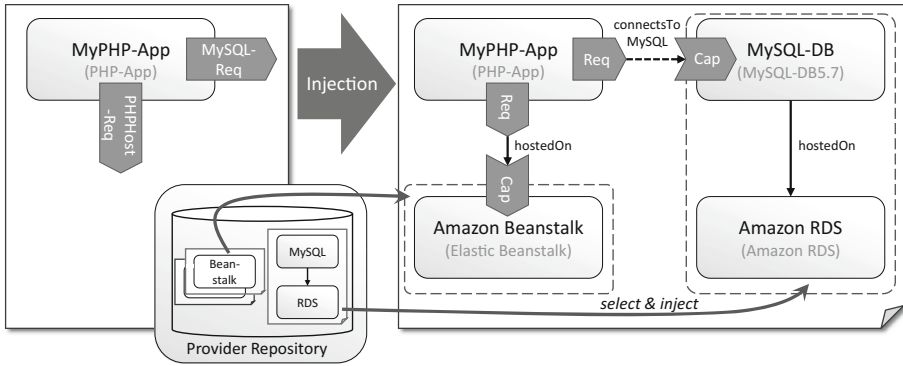 MyPHP-App
(PHP-App)
MySQL-
Req
PHPHost
-Req
Injection
MyPHP-App
(PHP-App)
Req
connectsTo
MySQL
Cap
MySQL-DB
(MySQL-DB5.7)
Req
hostedOn
Cap
hostedOn
Amazon Beanstalk
(Elastic Beanstalk)
Amazon RDS
(Amazon RDS)
Bean-
stalk
MySQL
RDS
select & inject
Provider Repository